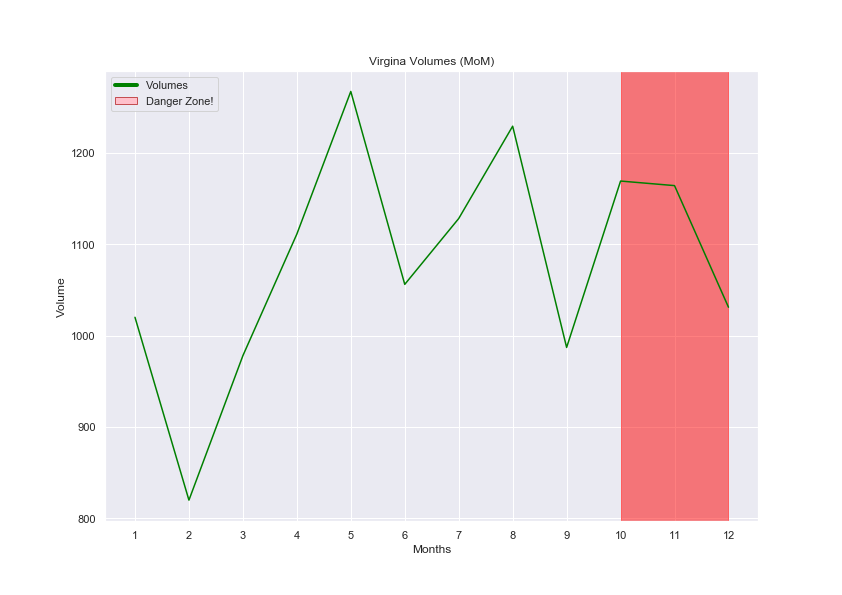 Virgina Volumes (MoM)
Volumes
Danger Zone!
Volume
1200
1100
1000
900
800
1 2 3 4 5 6 7 8 9 10 11 12
Months